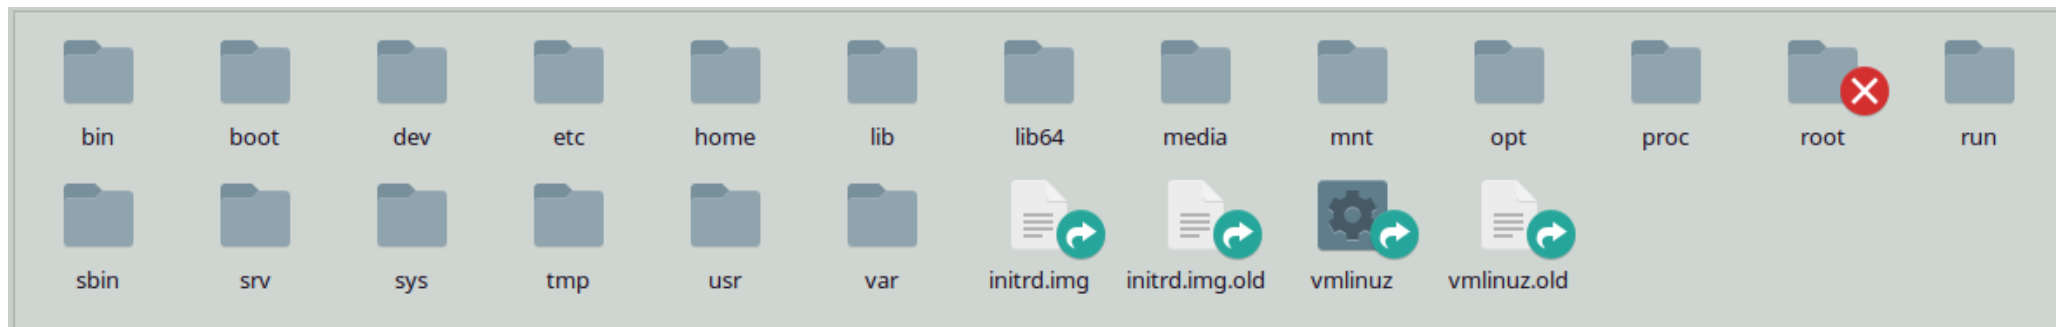 bin boot dev etc home lib lib64 media mnt opt proc root run
sbin srv sys tmp usr var initrd.img initrd.img.old vmlinuz vmlinuz.old